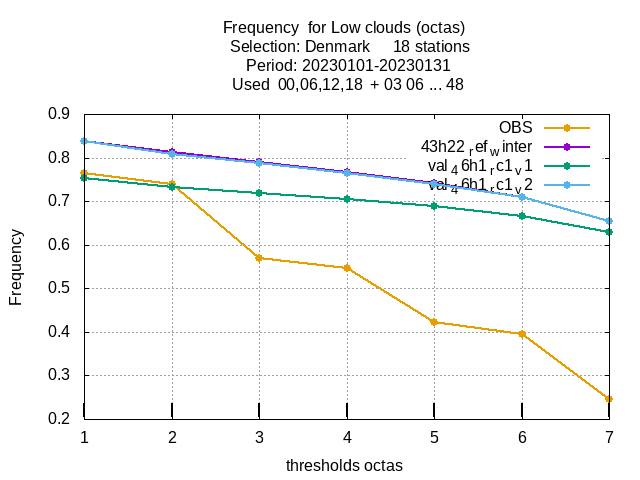 Frequency  for Low clouds (octas)
Selection: Denmark     18 stations
Period: 20230101-20230131
Used  00,06,12,18  + 03 06 ... 48
0.9
0.8
0.7
0.6
0.5
0.4
0.3
0.2
Frequency
OBS
43h22_ref_winter
val_46h1_rc1_v1
val_46h1_rc1_v2
1 2 3 4 5 6 7
thresholds octas